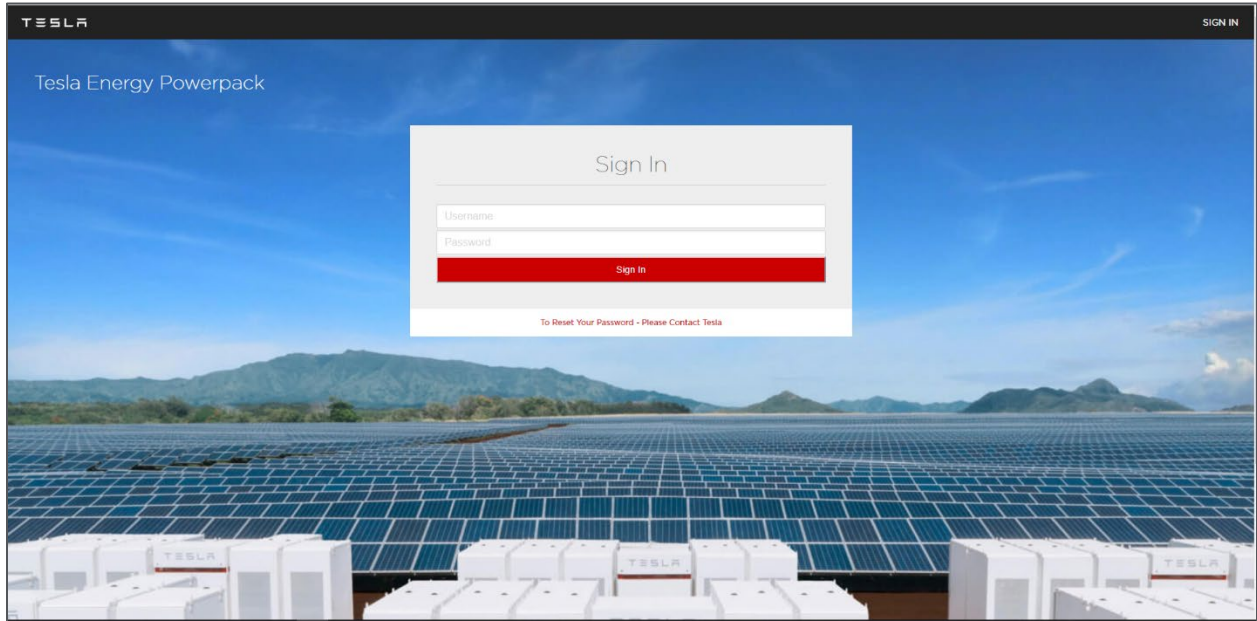 TESLA
SIGN IN
Tesla Energy Powerpack
Sign In
Username
Password
Sign In
To Reset Your Password - Please Contact Tesla
TESLA
TESLA
TESLA
TESLA